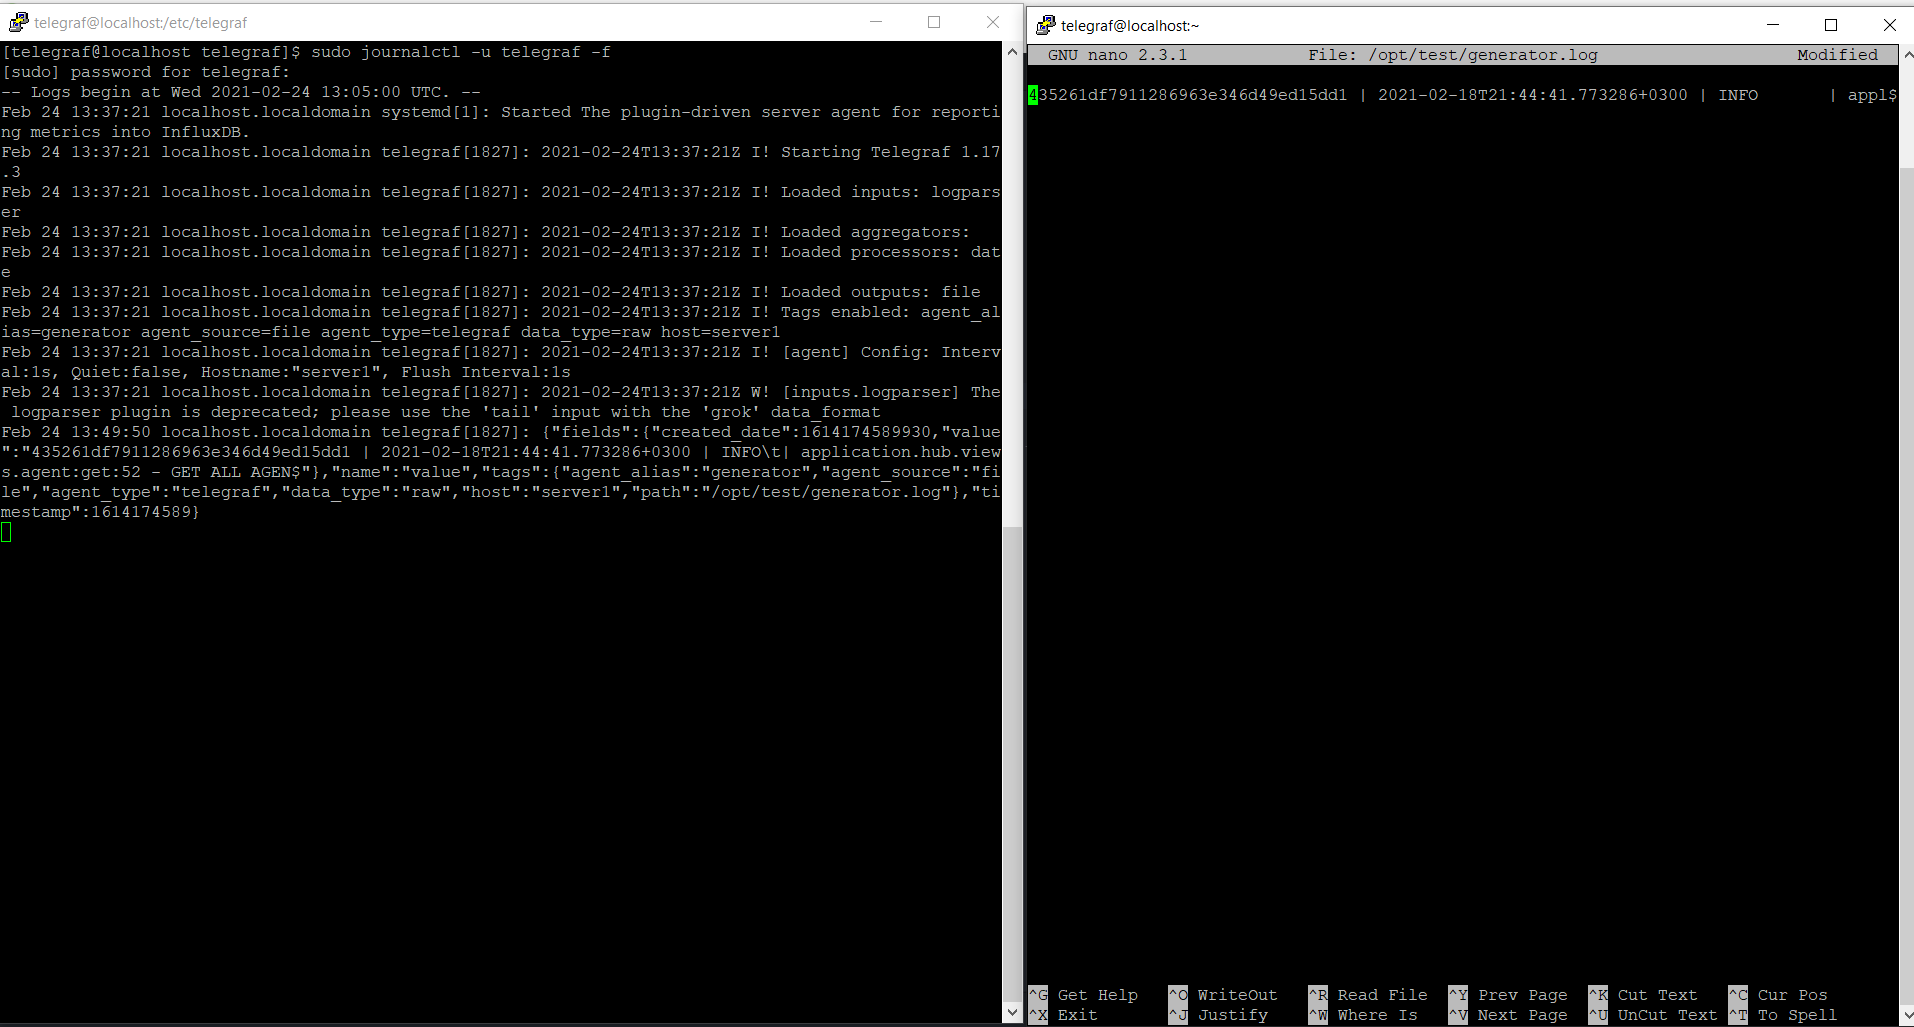 telegraf@localhost:/etc/telegraf
[telegraf@localhost telegraf]$ sudo journalctl -u telegraf -f
[sudo] password for telegraf:
-- Logs begin at Wed 2021-02-24 13:05:00 UTC. --
Feb 24 13:37:21 localhost.localdomain systemd[1]: Started The plugin-driven server agent for reporti
ng metrics into InfluxDB.
Feb 24 13:37:21 localhost.localdomain telegraf[1827]: 2021-02-24T13:37:21Z I! Starting Telegraf 1.17
.3
Feb 24 13:37:21 localhost.localdomain telegraf[1827]: 2021-02-24T13:37:21Z I! Loaded inputs: logpars
er
Feb 24 13:37:21 localhost.localdomain telegraf[1827]: 2021-02-24T13:37:21Z I! Loaded aggregators:
Feb 24 13:37:21 localhost.localdomain telegraf[1827]: 2021-02-24T13:37:21Z I! Loaded processors: dat
e
Feb 24 13:37:21 localhost.localdomain telegraf[1827]: 2021-02-24T13:37:21Z I! Loaded outputs: file
Feb 24 13:37:21 localhost.localdomain telegraf[1827]: 2021-02-24T13:37:21Z I! Tags enabled: agent_al
ias=generator agent_source=file agent_type=telegraf data_type=raw host=server1
Feb 24 13:37:21 localhost.localdomain telegraf[1827]: 2021-02-24T13:37:21Z I! [agent] Config: Interv
al:1s, Quiet:false, Hostname:"server1", Flush Interval:1s
Feb 24 13:37:21 localhost.localdomain telegraf[1827]: 2021-02-24T13:37:21Z W! [inputs.logparser] The
 logparser plugin is deprecated; please use the 'tail' input with the 'grok' data_format
Feb 24 13:49:50 localhost.localdomain telegraf[1827]: {"fields":{"created_date":1614174589930,"value
":"435261df7911286963e346d49ed15dd1 | 2021-02-18T21:44:41.773286+0300 | INFO\t| application.hub.view
s.agent:get:52 - GET ALL AGEN$"},"name":"value","tags":{"agent_alias":"generator","agent_source":"fi
le","agent_type":"telegraf","data_type":"raw","host":"server1","path":"/opt/test/generator.log"},"ti
mestamp":1614174589}
telegraf@localhost:~
GNU nano 2.3.1 File: /opt/test/generator.log Modified
435261df7911286963e346d49ed15dd1 | 2021-02-18T21:44:41.773286+0300 | INFO | appl$
^G Get Help ^O WriteOut ^R Read File ^Y Prev Page ^K Cut Text ^C Cur Pos
^X Exit ^J Justify ^W Where Is ^V Next Page ^U UnCut Text ^T To Spell